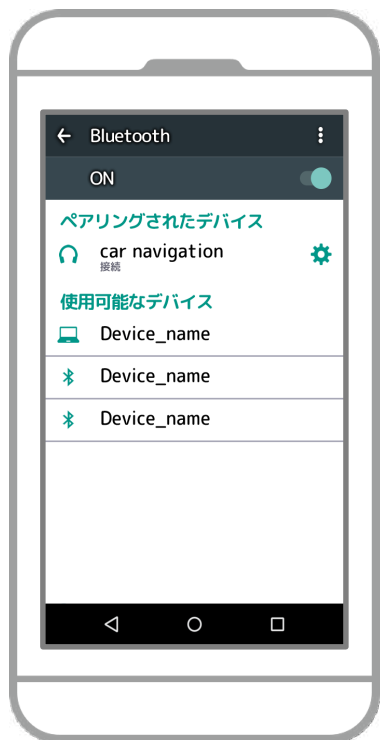 Bluetooth
ON
ペアリングされたデバイス
car navigation
接続
使用可能なデバイス
Device_name
Device_name
Device_name